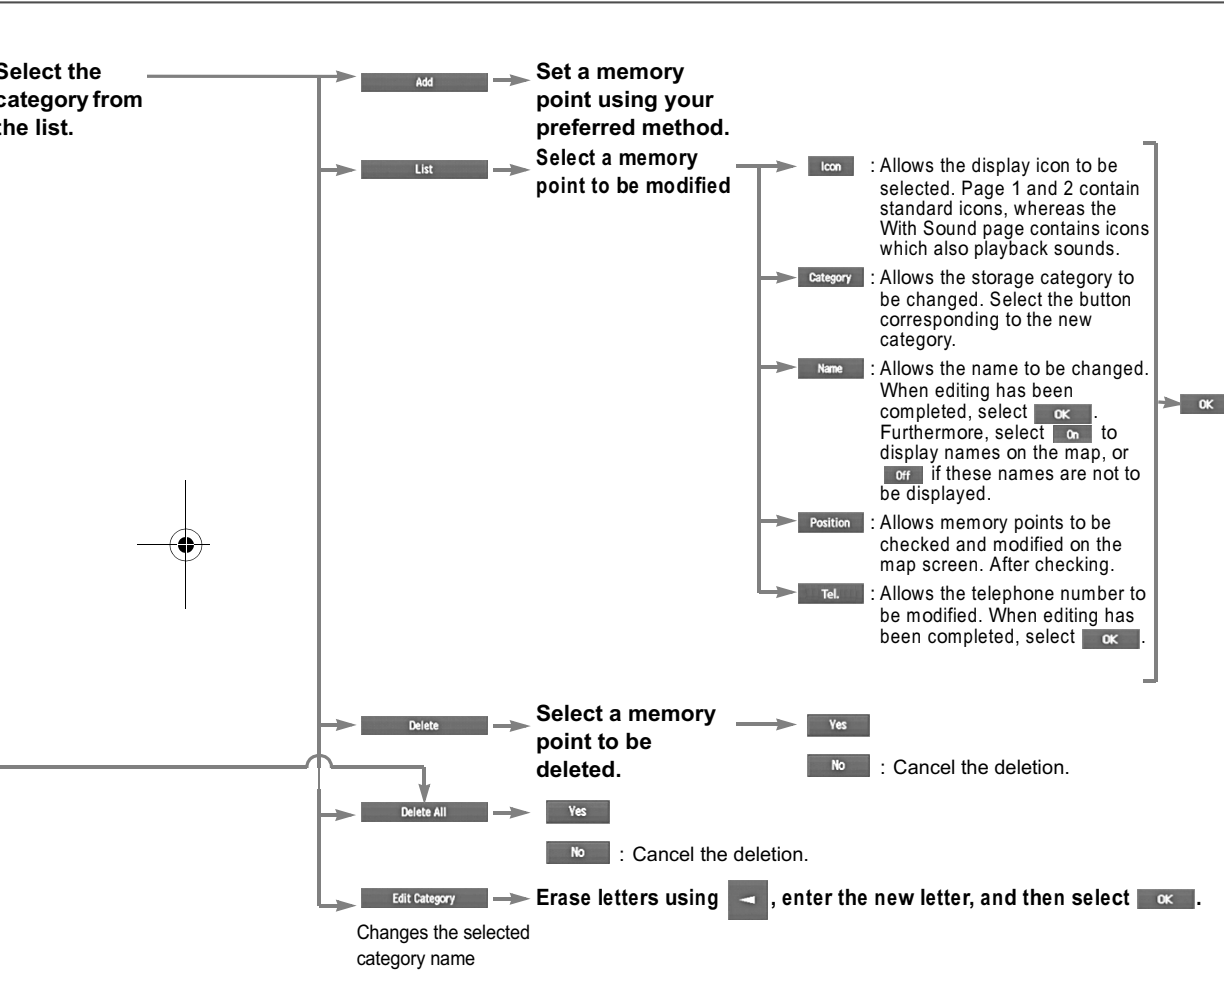 Select the
category from
the list.
Add
Set a memory
point using your
preferred method.
List
Select a memory
point to be modified
Icon
: Allows the display icon to be
selected. Page 1 and 2 contain
standard icons, whereas the
With Sound page contains icons
which also playback sounds.
Category
: Allows the storage category to
be changed. Select the button
corresponding to the new
category.
Name
: Allows the name to be changed.
When editing has been
completed, select OK .
Furthermore, select On to
display names on the map, or
Off if these names are not to
be displayed.
Position
: Allows memory points to be
checked and modified on the
map screen. After checking.
Tel.
: Allows the telephone number to
be modified. When editing has
been completed, select OK .
OK
Delete
Select a memory
point to be
deleted.
Yes
No : Cancel the deletion.
Delete All
Yes
No : Cancel the deletion.
Edit Category
Erase letters using ◄ , enter the new letter, and then select OK .
Changes the selected
category name